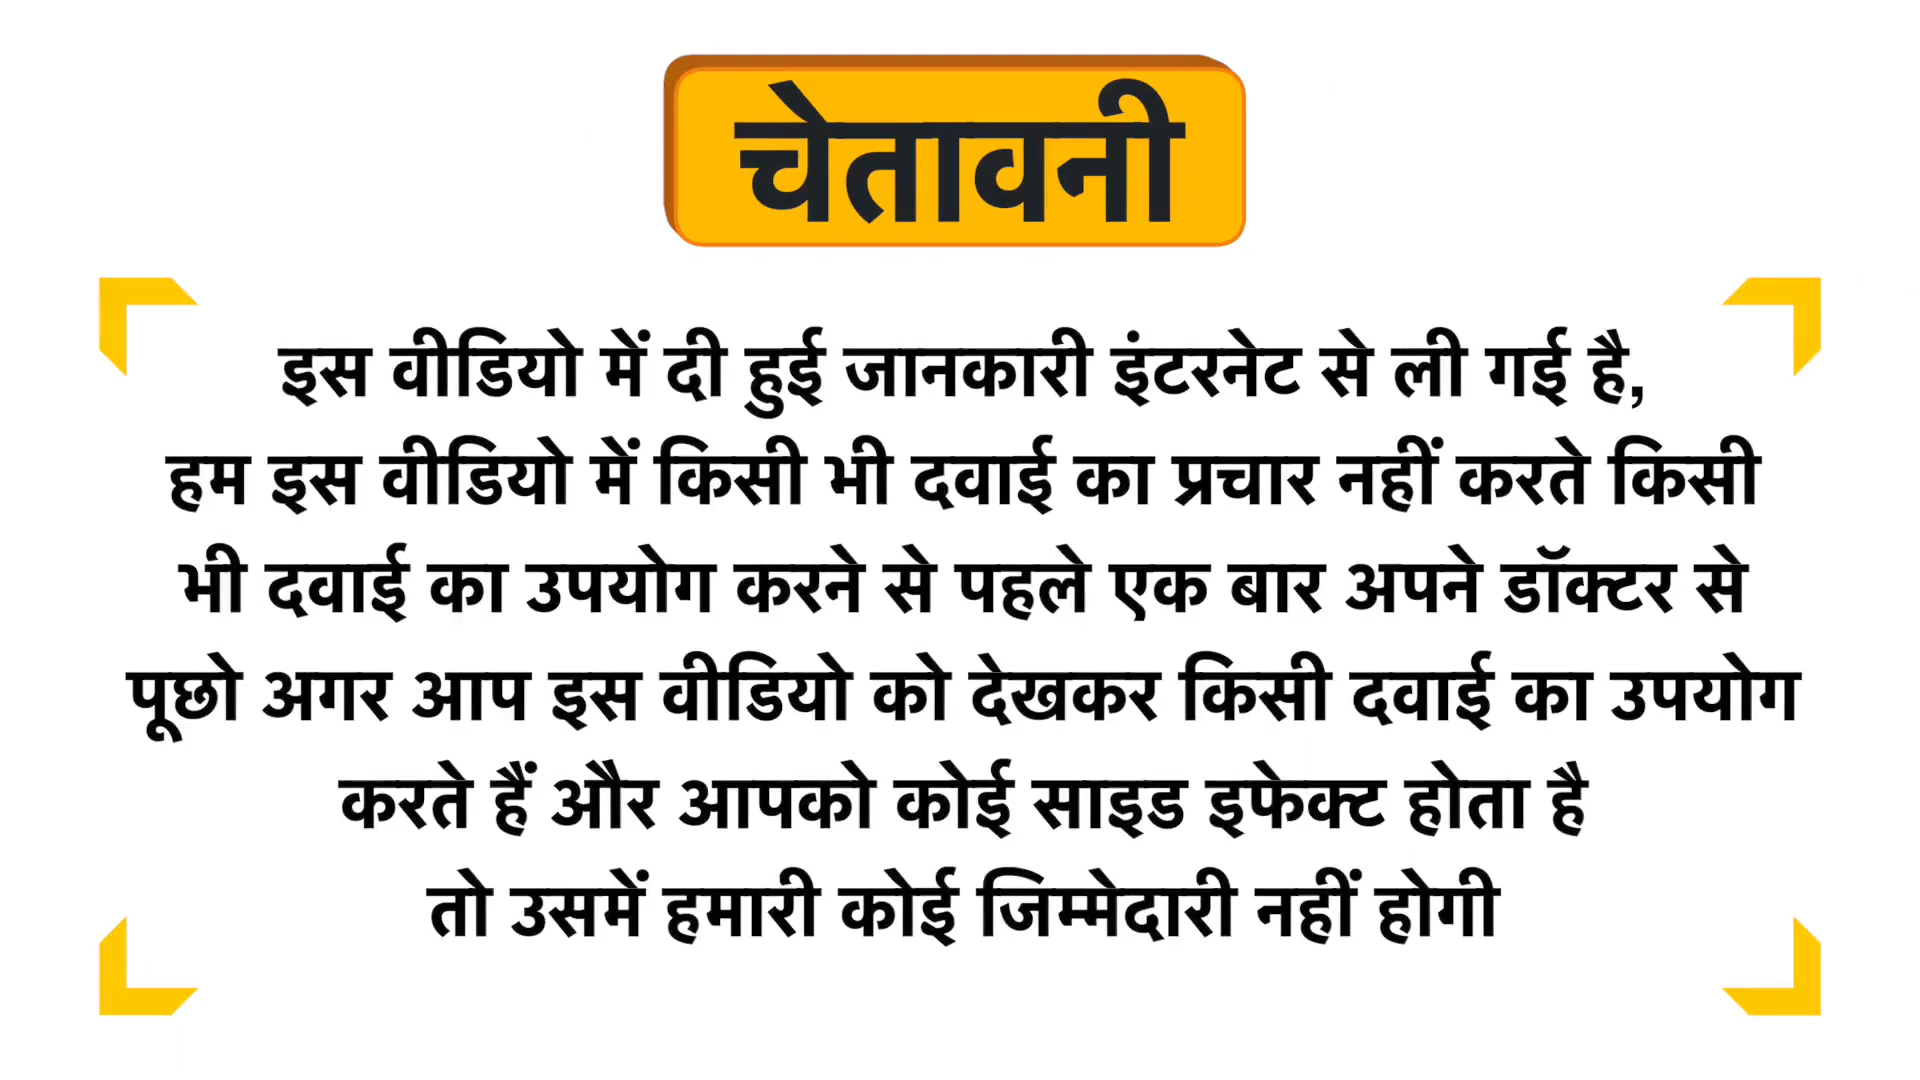 चेतावनी
इस वीडियो में दी हुई जानकारी इंटरनेट से ली गई है,
हम इस वीडियो में किसी भी दवाई का प्रचार नहीं करते किसी
भी दवाई का उपयोग करने से पहले एक बार अपने डॉक्टर से
पूछो अगर आप इस वीडियो को देखकर किसी दवाई का उपयोग
करते हैं और आपको कोई साइड इफेक्ट होता है
तो उसमें हमारी कोई जिम्मेदारी नहीं होगी